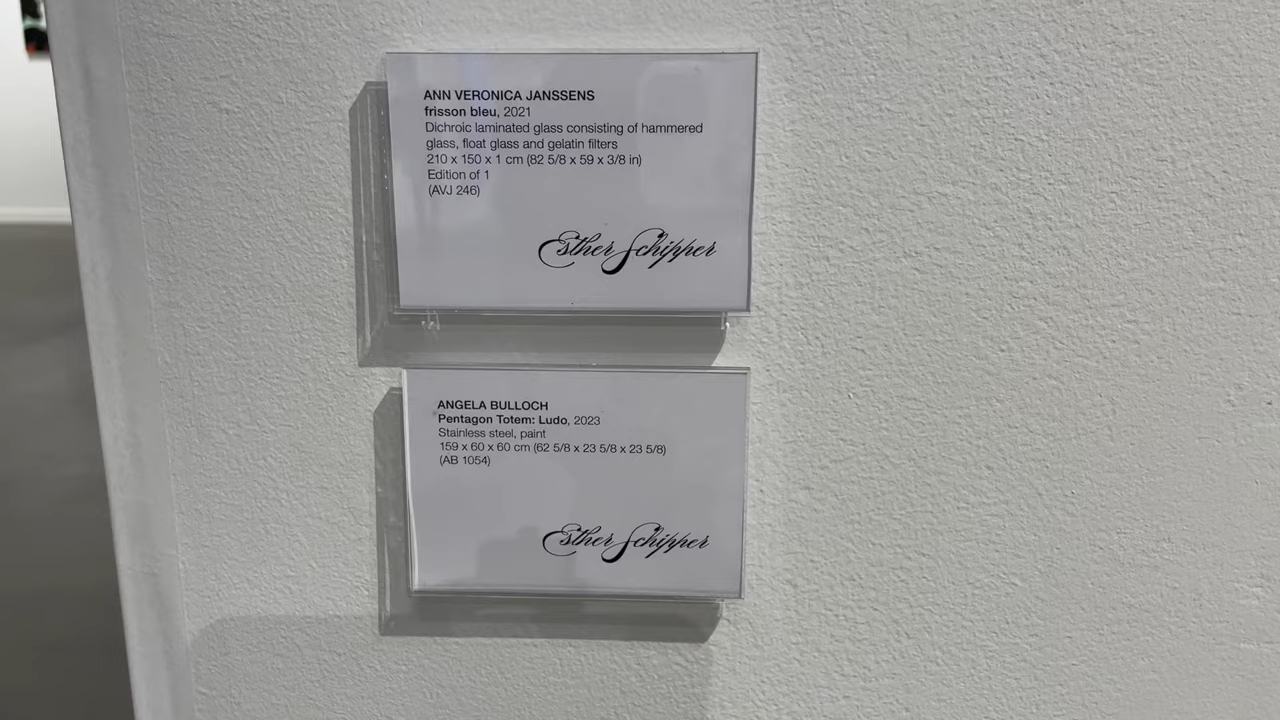 ANN VERONICA JANSSENS
frisson bleu, 2021
Dichroic laminated glass consisting of hammered
glass, float glass and gelatin filters
210 x 150 x 1 cm (82 5/8 x 59 x 3/8 in)
Edition of 1
(AVJ 246)
Esther Schipper
ANGELA BULLOCH
Pentagon Totem: Ludo, 2023
Stainless steel, paint
159 x 60 x 60 cm (62 5/8 x 23 5/8 x 23 5/8)
(AB 1054)
Esther Schipper